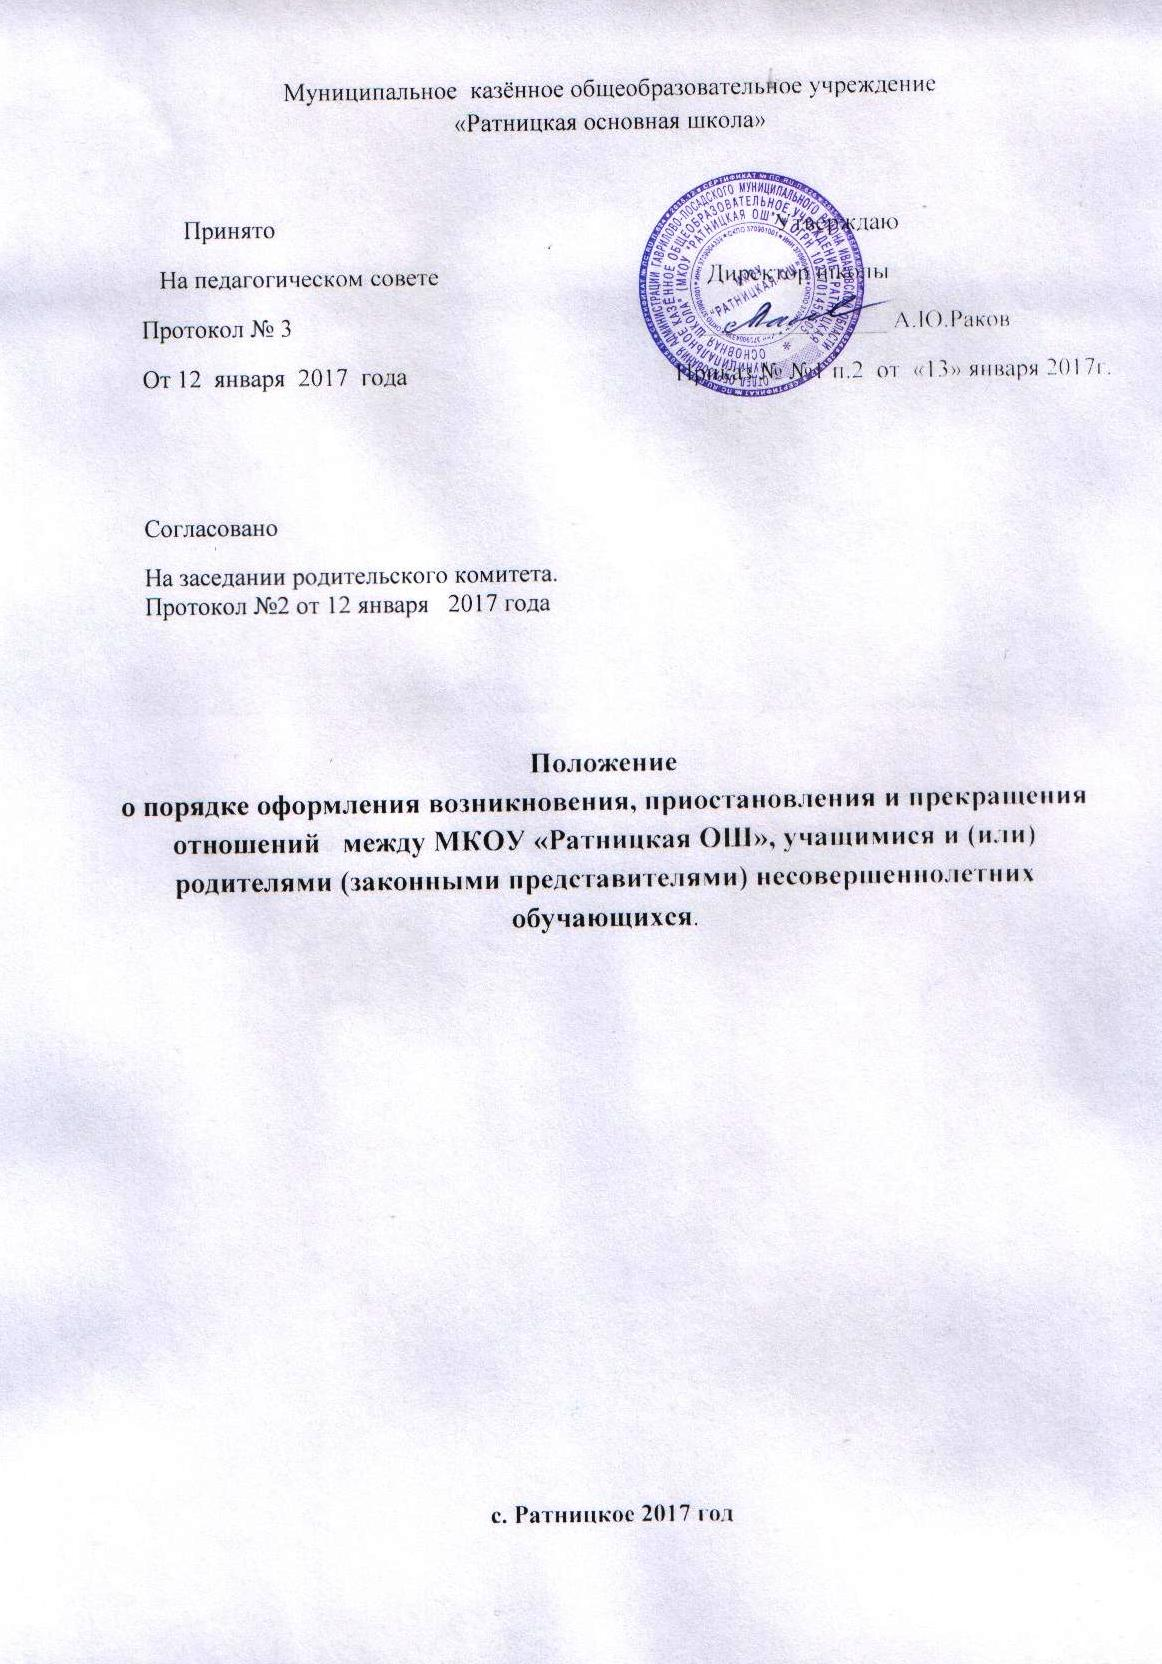 Муниципальное казённое общеобразовательное учреждение
«Ратницкая основная школа»
Принято
Утверждаю
На педагогическом совете
Директор школы
Протокол № 3
А.Ю.Раков
От 12 января 2017 года
Приказ № №1 п.2 от «13» января 2017г.
Согласовано
На заседании родительского комитета.
Протокол №2 от 12 января 2017 года
Положение
о порядке оформления возникновения, приостановления и прекращения
отношений между МКОУ «Ратницкая ОШ», учащимися и (или)
родителями (законными представителями) несовершеннолетних
обучающихся.
с. Ратницкое 2017 год